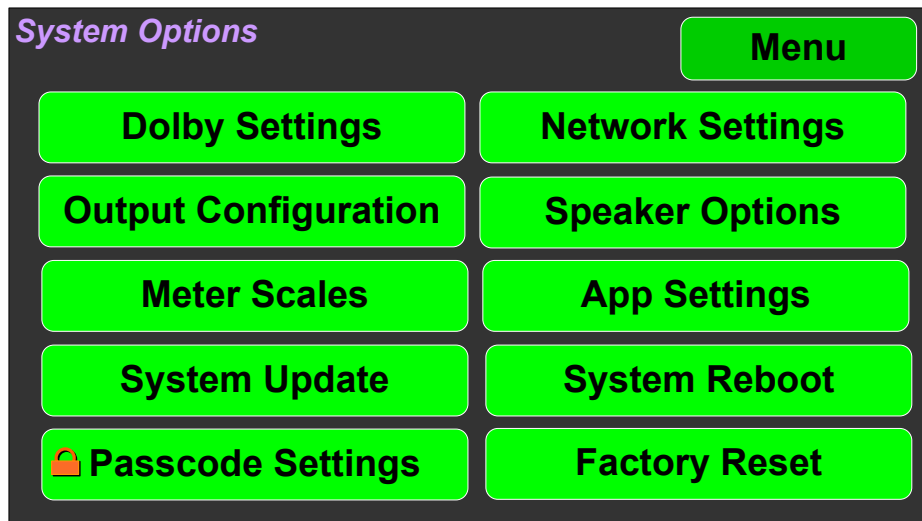 System Options
Menu
Dolby Settings
Network Settings
Output Configuration
Speaker Options
Meter Scales
App Settings
System Update
System Reboot
Passcode Settings
Factory Reset